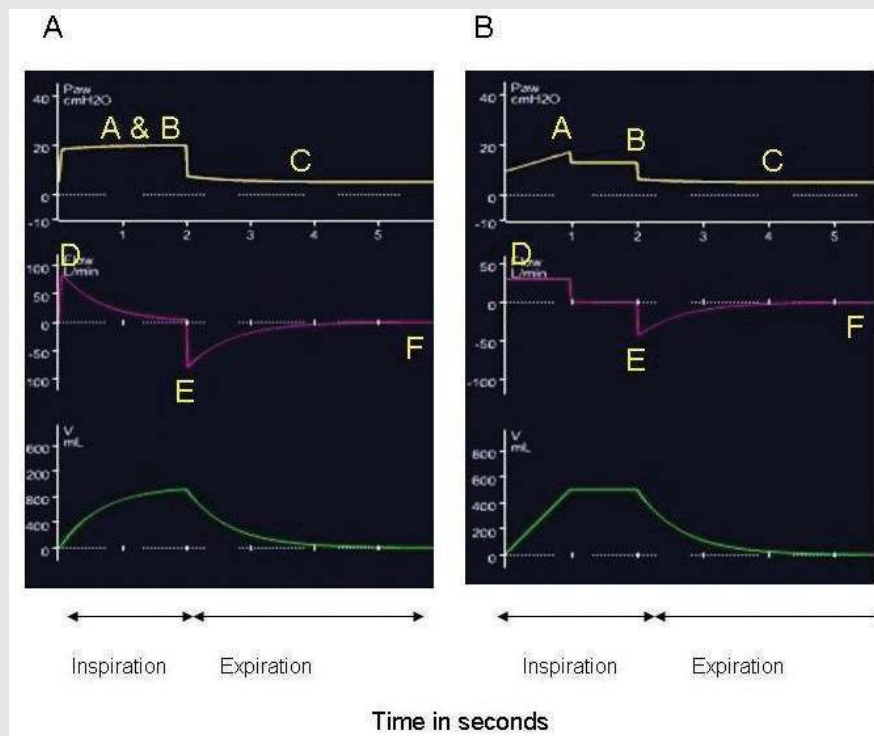 A
Paw
cmH2O
40
20
0
-10
A & B
C
1 2 3 4 5
D
Flow
L/min
100
50
0
-50
100
E
F
V
mL
600
200
800
400
0
Inspiration Expiration
B
Paw
cmH2O
40
20
0
-10
A
B
C
1 2 3 4 5
D
Flow
L/min
50
0
-50
-100
E
F
V
mL
800
600
400
200
0
Inspiration Expiration
Time in seconds